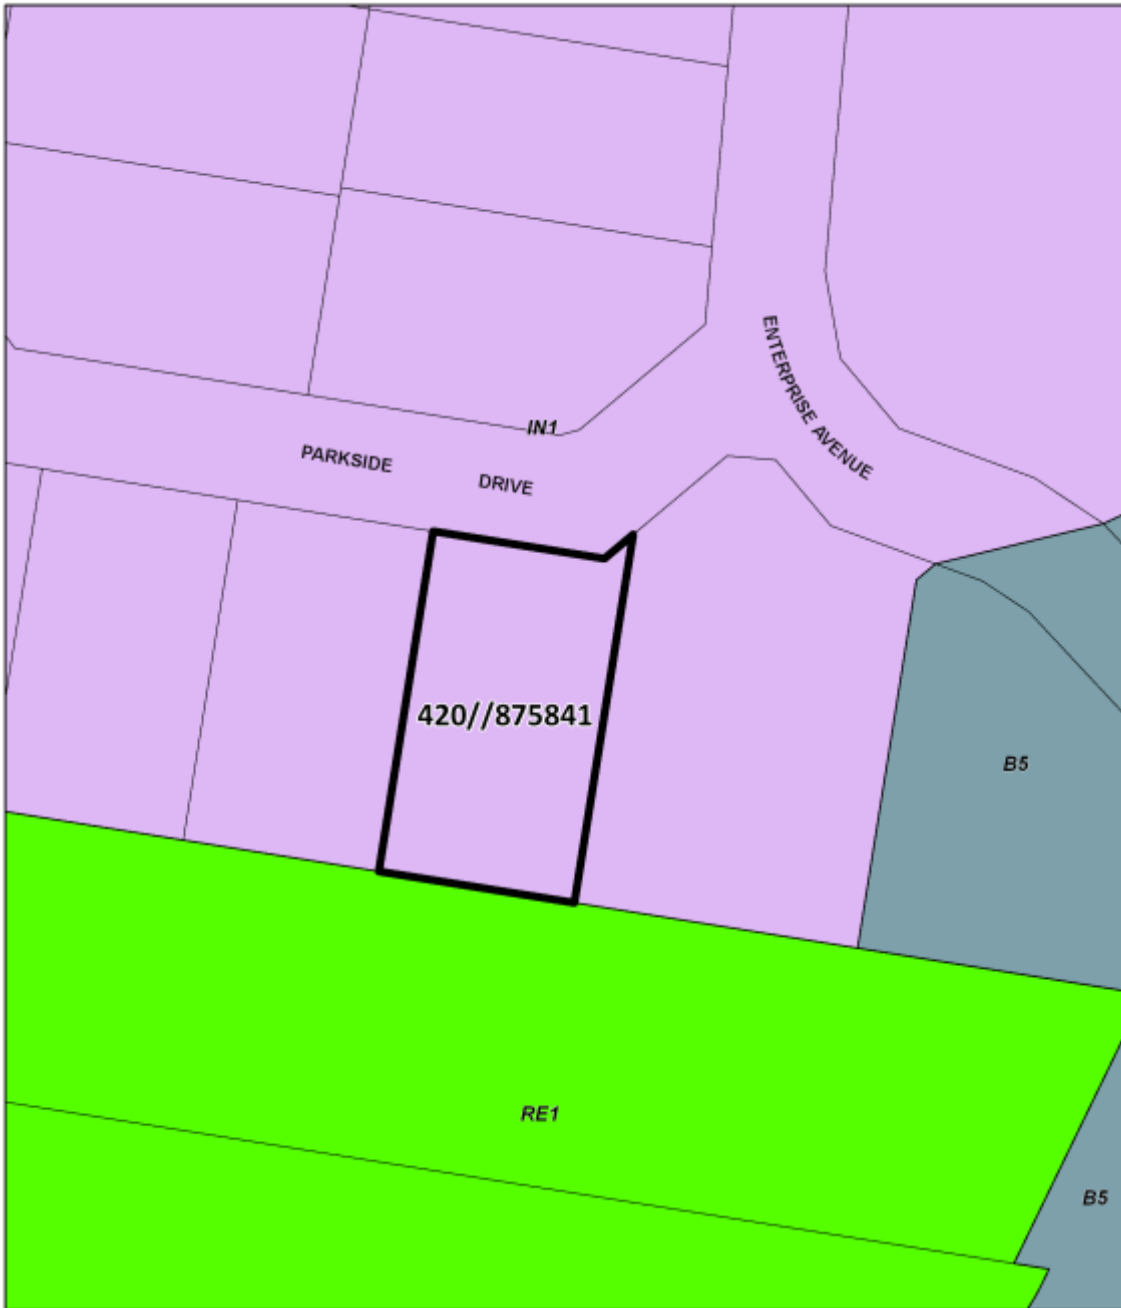 IN1
ENTERPRISE AVENUE
PARKSIDE DRIVE
420//875841
B5
RE1
B5